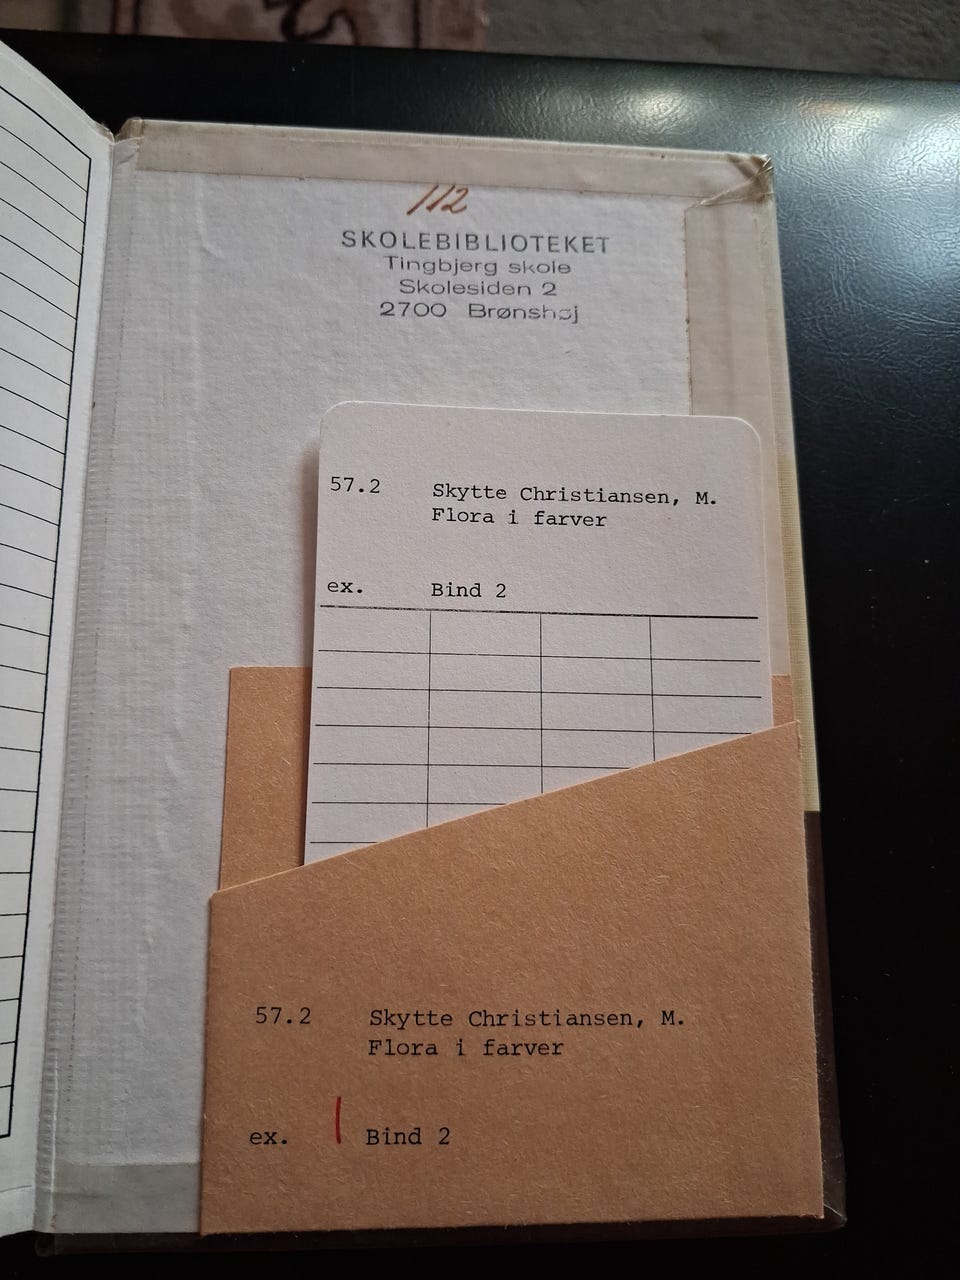 112
SKOLEBIBLIOTEKET
Tingbjerg skole
Skolesiden 2
2700 Brønshøj
57.2 Skytte Christiansen, M.
Flora i farver
ex. Bind 2
57.2 Skytte Christiansen, M.
Flora i farver
ex. | Bind 2